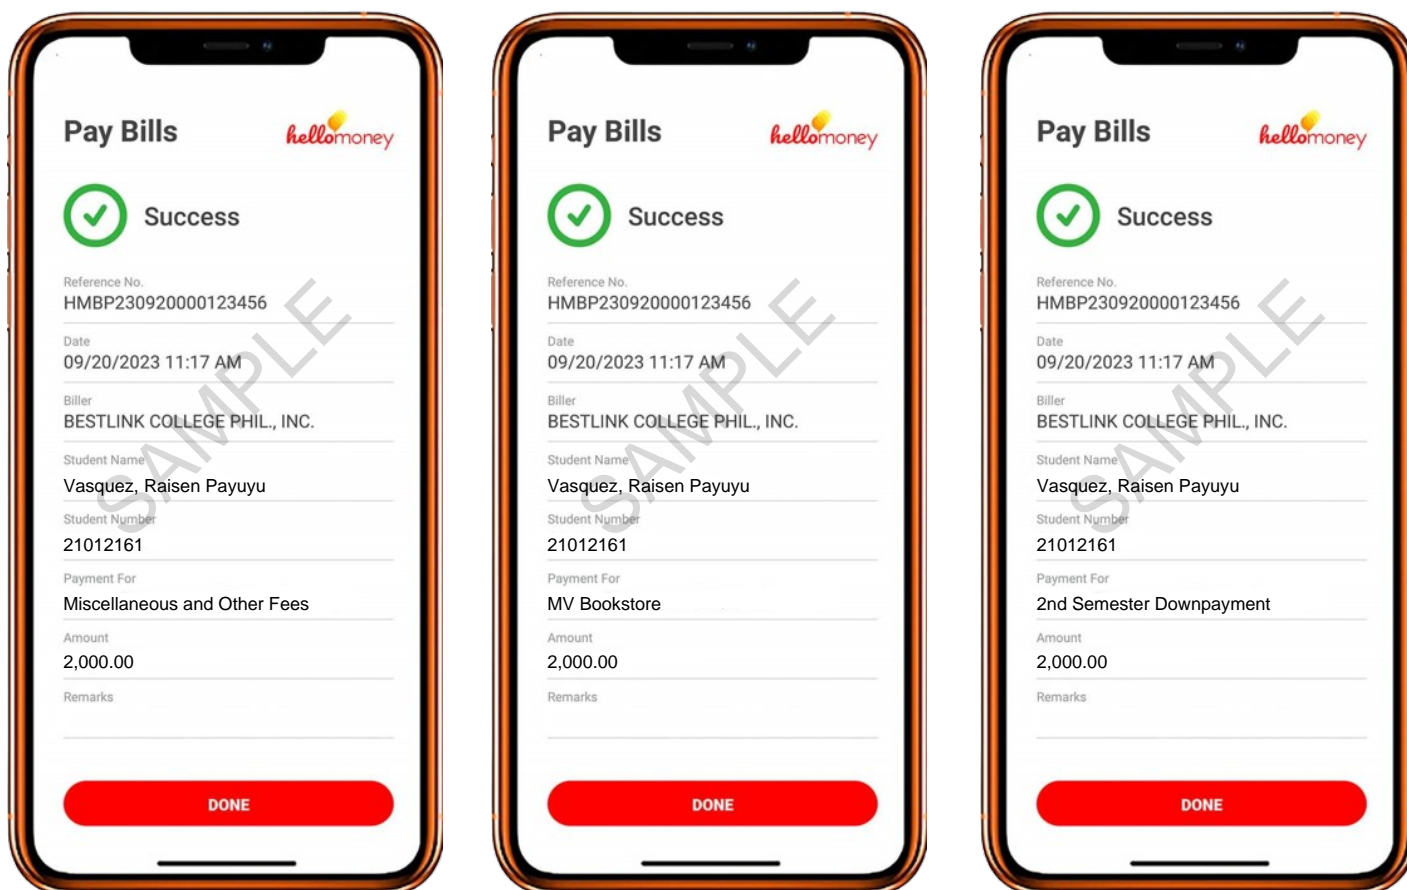 Pay Bills
hellomoney
Success
Reference No.
HMBP230920000123456
Date
09/20/2023 11:17 AM
Biller
BESTLINK COLLEGE PHIL., INC.
Student Name
Vasquez, Raisen Payuyu
Student Number
21012161
Payment For
Miscellaneous and Other Fees
Amount
2,000.00
Remarks
DONE
SAMPLE
Pay Bills
hellomoney
Success
Reference No.
HMBP230920000123456
Date
09/20/2023 11:17 AM
Biller
BESTLINK COLLEGE PHIL., INC.
Student Name
Vasquez, Raisen Payuyu
Student Number
21012161
Payment For
MV Bookstore
Amount
2,000.00
Remarks
DONE
SAMPLE
Pay Bills
hellomoney
Success
Reference No.
HMBP230920000123456
Date
09/20/2023 11:17 AM
Biller
BESTLINK COLLEGE PHIL., INC.
Student Name
Vasquez, Raisen Payuyu
Student Number
21012161
Payment For
2nd Semester Downpayment
Amount
2,000.00
Remarks
DONE
SAMPLE